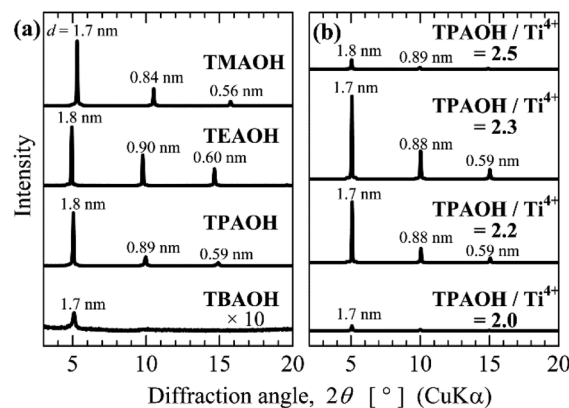 (a)
d = 1.7 nm
0.84 nm
TMAOH
0.56 nm
1.8 nm
TEAOH
0.90 nm
0.60 nm
1.8 nm
TPAOH
0.89 nm
0.59 nm
1.7 nm
TBAOH
× 10
5 10 15 20
(b)
TPAOH / Ti⁴⁺
= 2.5
1.8 nm
0.89 nm
1.7 nm
TPAOH / Ti⁴⁺
= 2.3
0.88 nm
0.59 nm
1.7 nm
TPAOH / Ti⁴⁺
= 2.2
0.88 nm
0.59 nm
TPAOH / Ti⁴⁺
= 2.0
1.7 nm
5 10 15 20
Intensity
Diffraction angle, 2θ [ ° ] (CuKα)